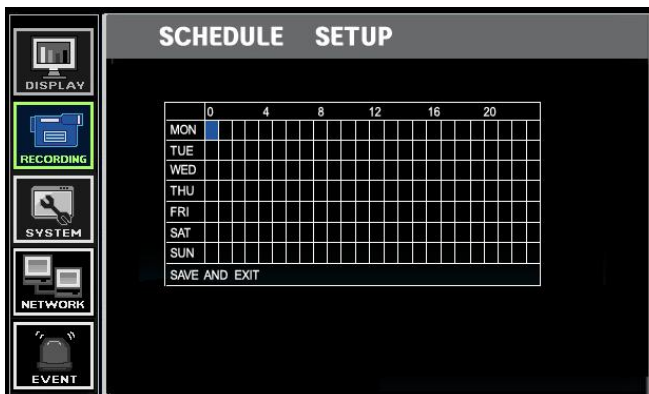 SCHEDULE SETUP
DISPLAY
RECORDING
SYSTEM
NETWORK
EVENT
0 4 8 12 16 20
MON
TUE
WED
THU
FRI
SAT
SUN
SAVE AND EXIT